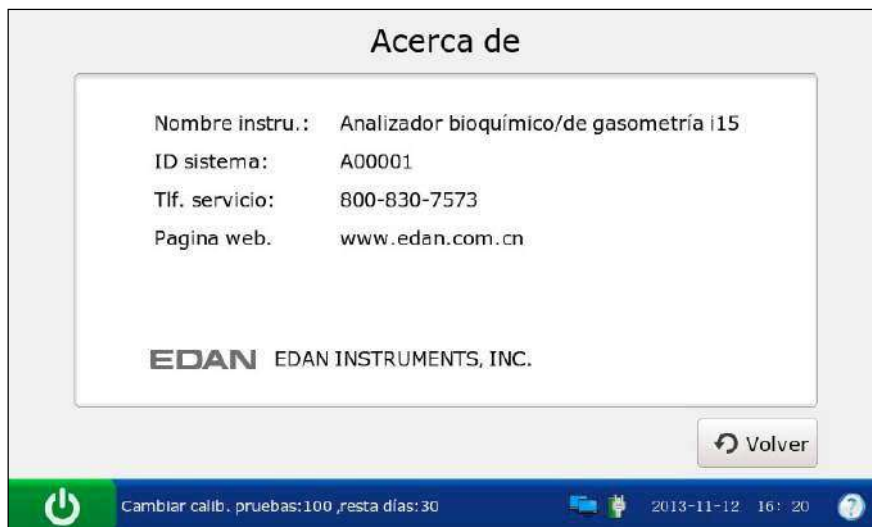 Acerca de
Nombre instru.: Analizador bioquímico/de gasometría i15
ID sistema: A00001
Tlf. servicio: 800-830-7573
Pagina web. www.edan.com.cn
EDAN EDAN INSTRUMENTS, INC.
Volver
Cambiar calib. pruebas:100 ,resta días:30 2013-11-12 16: 20 ?